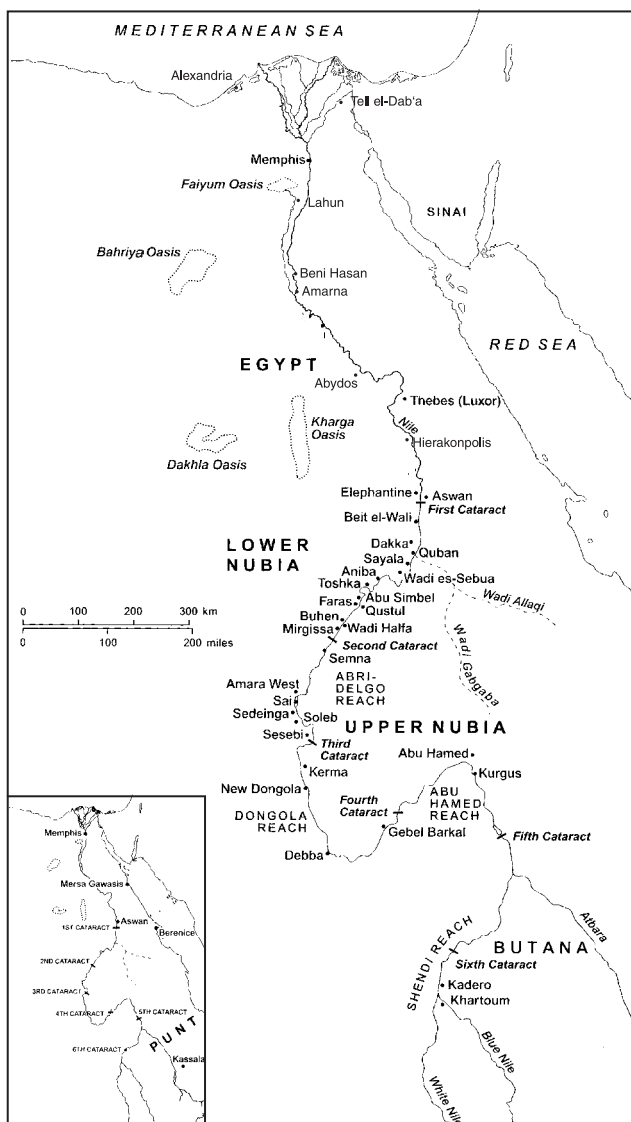 MEDITERRANEAN SEA
Alexandria
Tell el-Dab'a
Memphis
Faiyum Oasis
Lahun
SINAI
Bahriya Oasis
Beni Hasan
Amarna
RED SEA
EGYPT
Abydos
Thebes (Luxor)
Kharga
Oasis
Nile
Hierakonpolis
Dakhla Oasis
Elephantine
Aswan
First Cataract
Beit el-Wali
LOWER
NUBIA
Dakka
Quban
Sayala
Aniba
Wadi es-Sebua
Toshka
Wadi Allaqi
Abu Simbel
Faras
Qustul
0 100 200 300 km
0 100 200 miles
Buhen
Wadi Halfa
Mirgissa
Second Cataract
Semna
Wadi Gabgaba
ABRI-
DELGO
REACH
Amara West
Sai
Sedeinga
Soleb
UPPER NUBIA
Sesebi
Third
Cataract
Abu Hamed
Kerma
Kurgus
New Dongola
Fourth
Cataract
ABU
HAMED
REACH
DONGOLA
REACH
Gebel Barkal
Fifth Cataract
Debba
SHENDI REACH
BUTANA
Atbara
Sixth Cataract
Kadero
Khartoum
Blue Nile
White Nile
Memphis
Mersa Gawasis
Aswan
1ST CATARACT
Berenice
2ND CATARACT
3RD CATARACT
4TH CATARACT
5TH CATARACT
PUNT
6TH CATARACT
Kassala